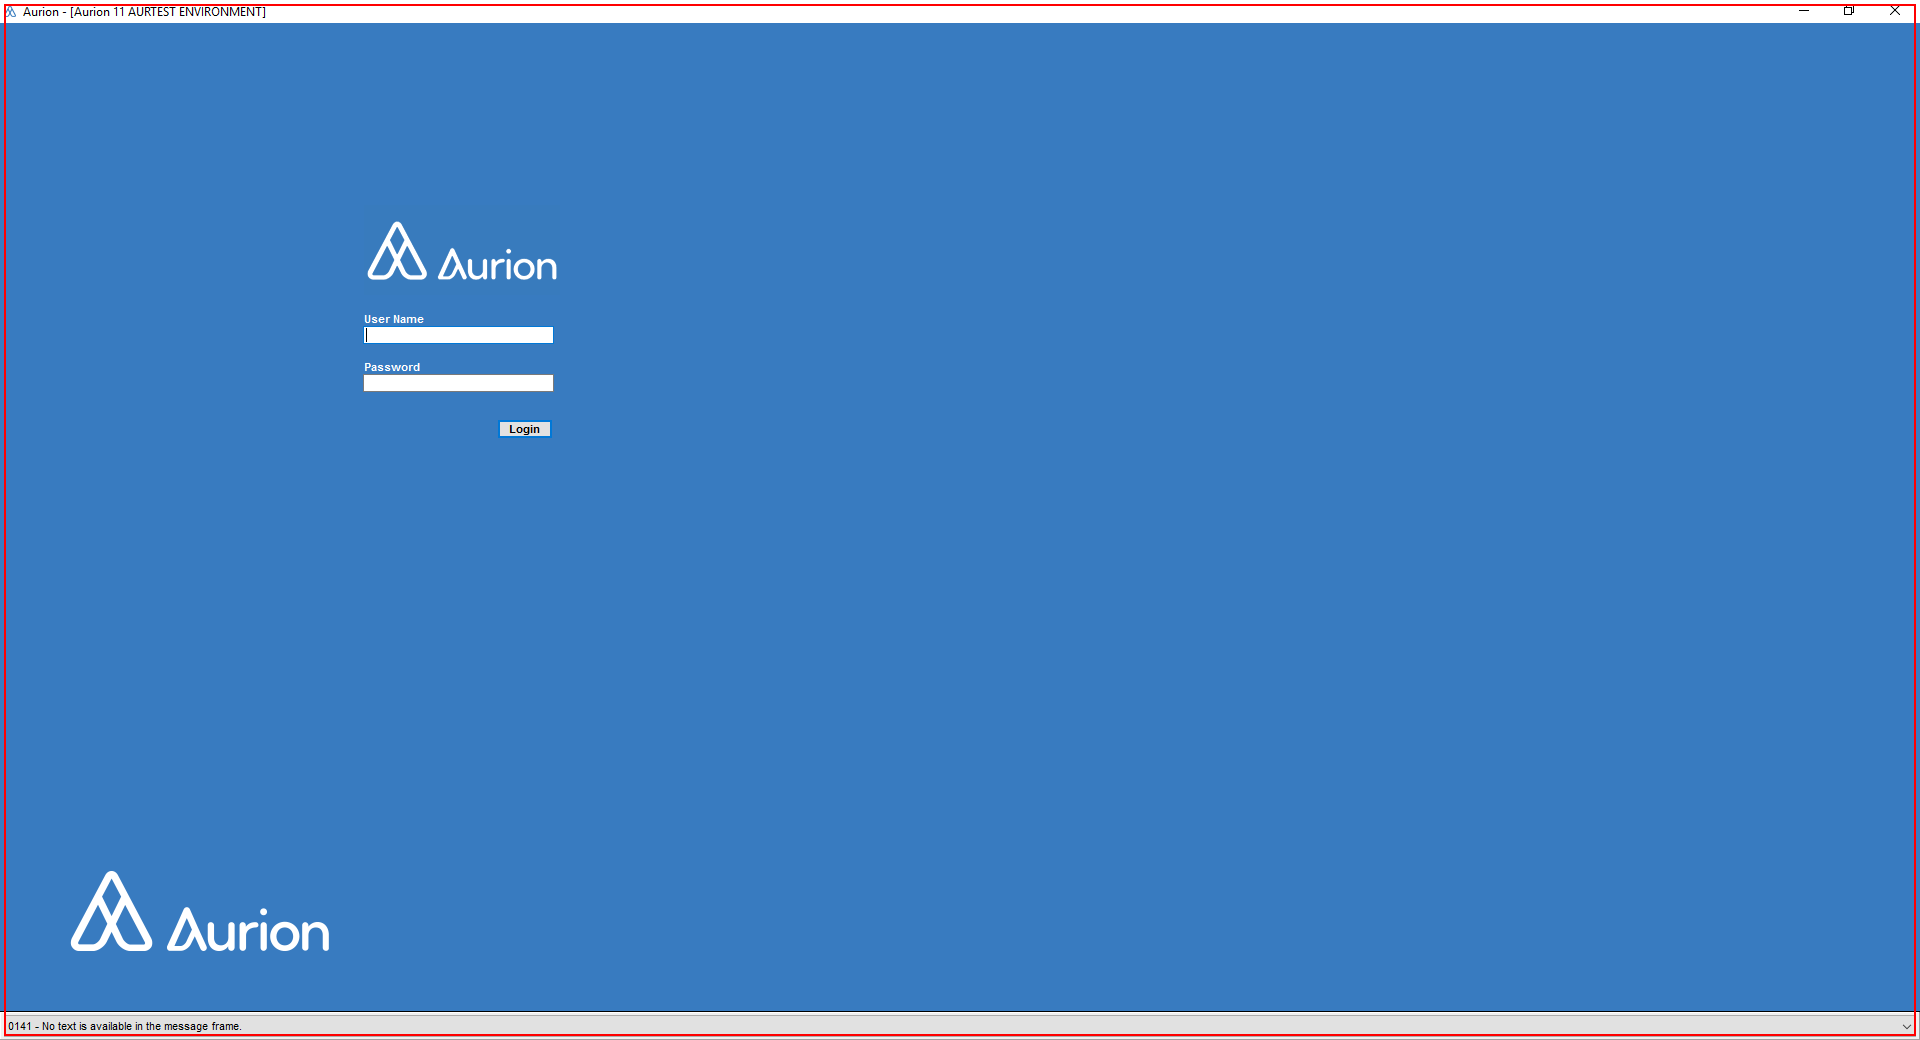 Aurion - [Aurion 11 AURTEST ENVIRONMENT]
Aurion
User Name
Password
Login
Aurion
0141 - No text is available in the message frame.